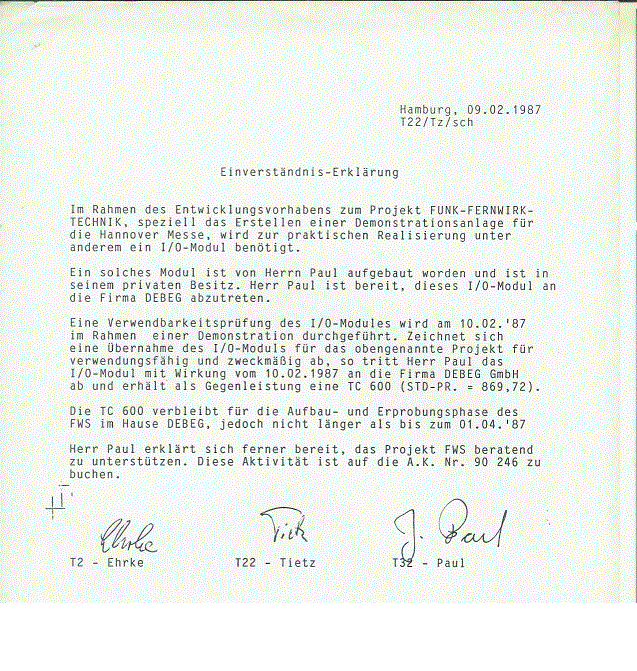 Hamburg, 09.02.1987
T22/Tz/sch
Einverständnis-Erklärung
Im Rahmen des Entwicklungsvorhabens zum Projekt FUNK-FERNWIRK-
TECHNIK, speziell das Erstellen einer Demonstrationsanlage für
die Hannover Messe, wird zur praktischen Realisierung unter
anderem ein I/O-Modul benötigt.
Ein solches Modul ist von Herrn Paul aufgebaut worden und ist in
seinem privaten Besitz. Herr Paul ist bereit, dieses I/O-Modul an
die Firma DEBEG abzutreten.
Eine Verwendbarkeitsprüfung des I/O-Modules wird am 10.02.'87
im Rahmen einer Demonstration durchgeführt. Zeichnet sich
eine Übernahme des I/O-Moduls für das obengenannte Projekt für
verwendungsfähig und zweckmäßig ab, so tritt Herr Paul das
I/O-Modul mit Wirkung vom 10.02.1987 an die Firma DEBEG GmbH
ab und erhält als Gegenleistung eine TC 600 (STD-PR. = 869,72).
Die TC 600 verbleibt für die Aufbau- und Erprobungsphase des
FWS im Hause DEBEG, jedoch nicht länger als bis zum 01.04.'87
Herr Paul erklärt sich ferner bereit, das Projekt FWS beratend
zu unterstützen. Diese Aktivität ist auf die A.K. Nr. 90 246 zu
buchen.
Ehrke Tietz J. Paul
T2 - Ehrke T22 - Tietz T32 - Paul